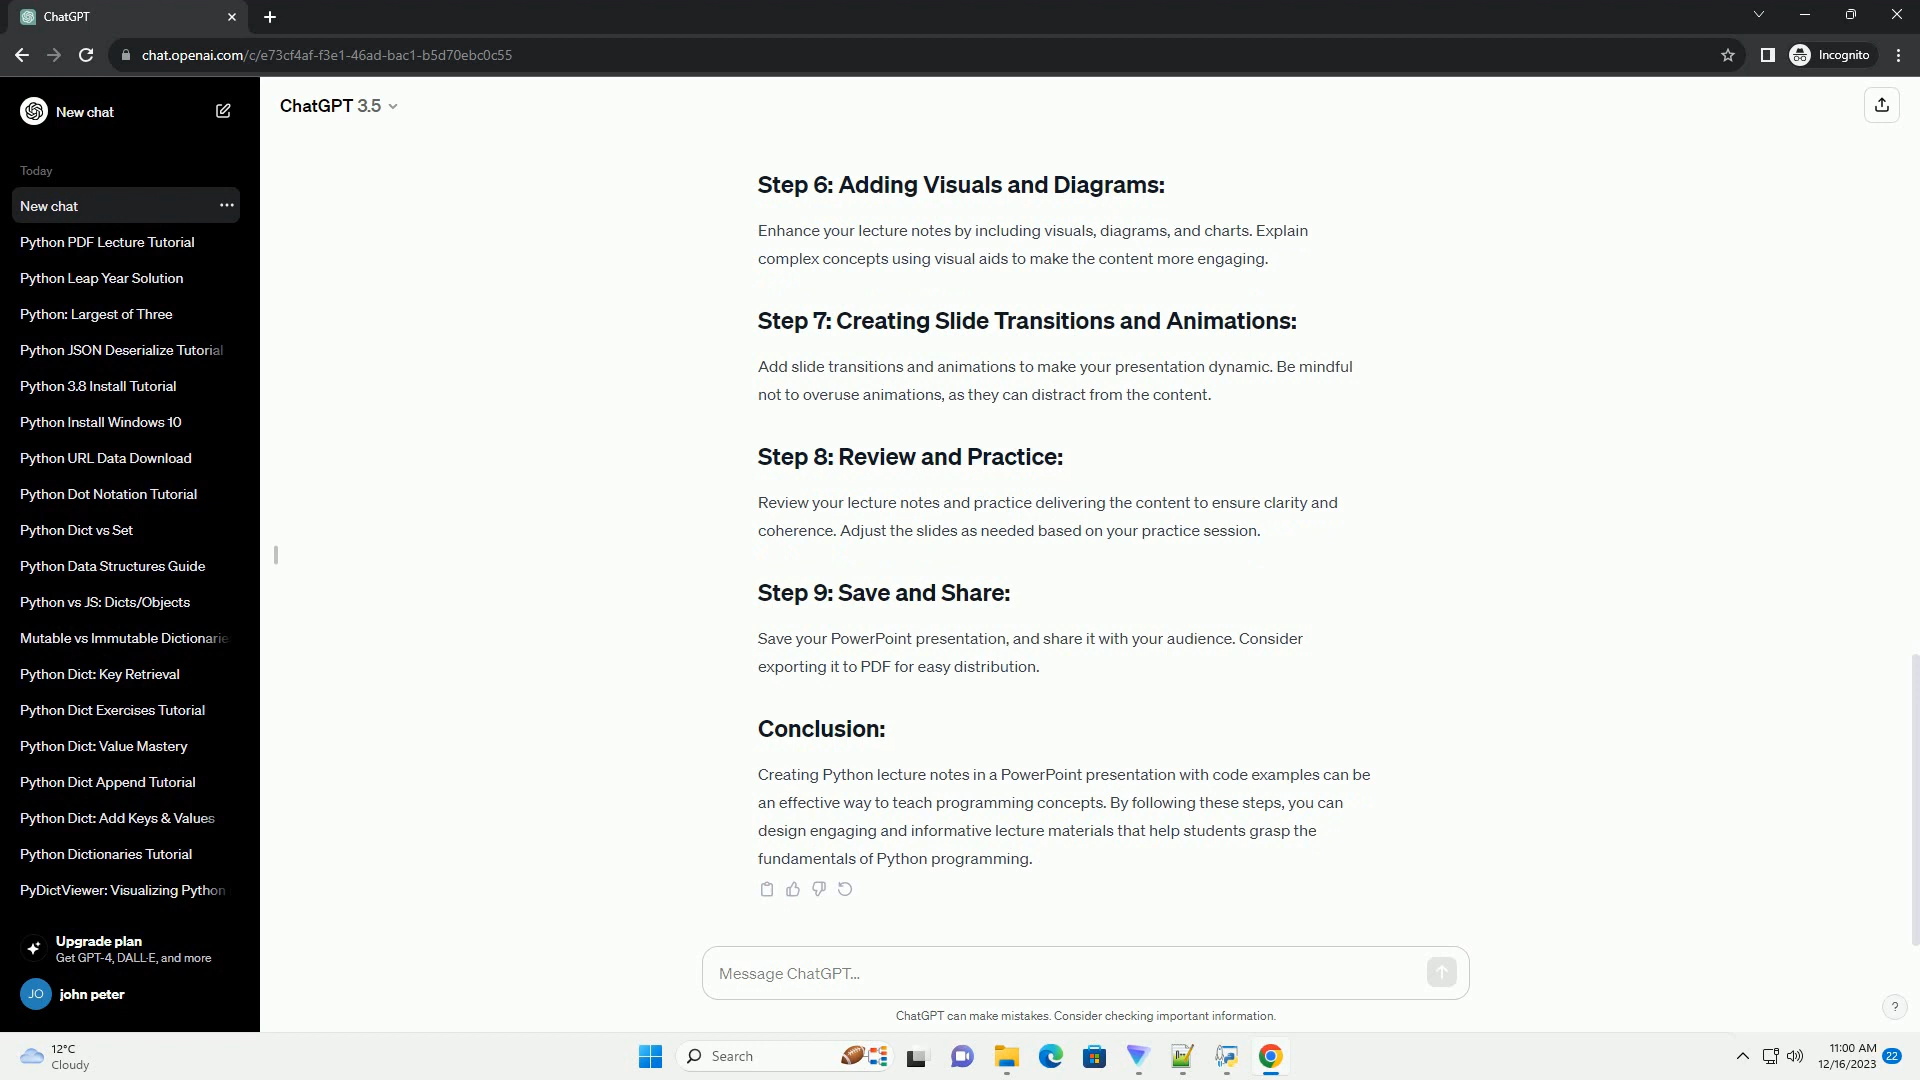 ChatGPT
chat.openai.com/c/e73cf4af-f3e1-46ad-bac1-b5d70ebc0c55
Incognito
New chat
Today
New chat
Python PDF Lecture Tutorial
Python Leap Year Solution
Python: Largest of Three
Python JSON Deserialize Tutorial
Python 3.8 Install Tutorial
Python Install Windows 10
Python URL Data Download
Python Dot Notation Tutorial
Python Dict vs Set
Python Data Structures Guide
Python vs JS: Dicts/Objects
Mutable vs Immutable Dictionarie
Python Dict: Key Retrieval
Python Dict Exercises Tutorial
Python Dict: Value Mastery
Python Dict Append Tutorial
Python Dict: Add Keys & Values
Python Dictionaries Tutorial
PyDictViewer: Visualizing Python
Upgrade plan
Get GPT-4, DALL·E, and more
JO john peter
ChatGPT 3.5
Step 6: Adding Visuals and Diagrams:
Enhance your lecture notes by including visuals, diagrams, and charts. Explain
complex concepts using visual aids to make the content more engaging.
Step 7: Creating Slide Transitions and Animations:
Add slide transitions and animations to make your presentation dynamic. Be mindful
not to overuse animations, as they can distract from the content.
Step 8: Review and Practice:
Review your lecture notes and practice delivering the content to ensure clarity and
coherence. Adjust the slides as needed based on your practice session.
Step 9: Save and Share:
Save your PowerPoint presentation, and share it with your audience. Consider
exporting it to PDF for easy distribution.
Conclusion:
Creating Python lecture notes in a PowerPoint presentation with code examples can be
an effective way to teach programming concepts. By following these steps, you can
design engaging and informative lecture materials that help students grasp the
fundamentals of Python programming.
Message ChatGPT...
ChatGPT can make mistakes. Consider checking important information.
?
12°C
Cloudy
Search
11:00 AM
12/16/2023
22